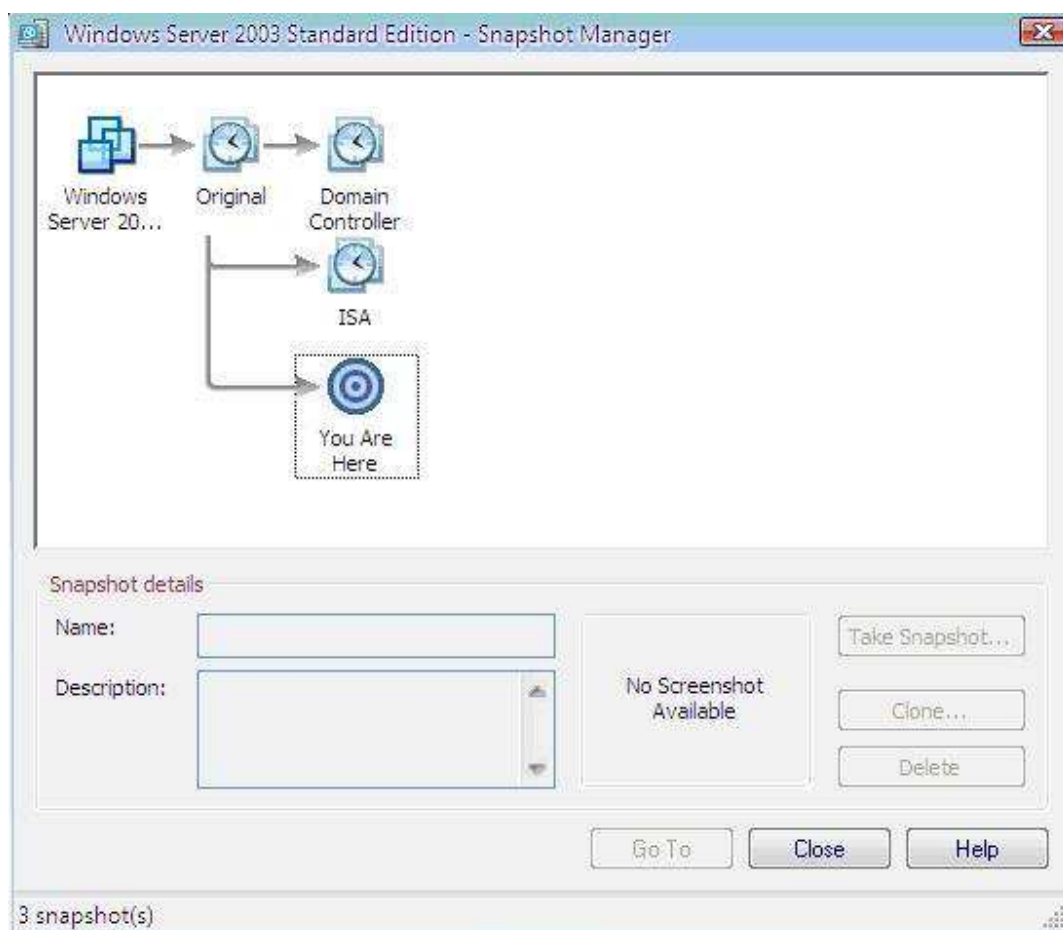 Windows Server 2003 Standard Edition - Snapshot Manager
Windows
Server 20...
Original
Domain
Controller
ISA
You Are
Here
Snapshot details
Name:
Description:
No Screenshot
Available
Take Snapshot...
Clone...
Delete
Go To
Close
Help
3 snapshot(s)